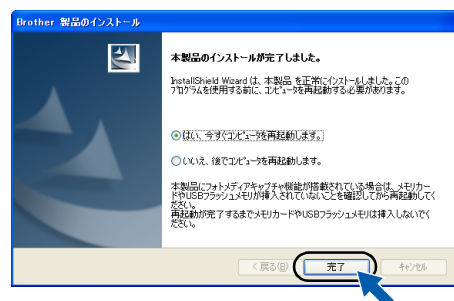 Brother 製品のインストール
本製品のインストールが完了しました。
InstallShield Wizard は、本製品 を正常にインストールしました。この
プログラムを使用する前に、コンピュータを再起動する必要があります。
はい、今すぐコンピュータを再起動します。
いいえ、後でコンピュータを再起動します。
本製品にフォトメディアキャプチャ機能が搭載されている場合は、メモリカー
ドやUSBフラッシュメモリが挿入されていないことを確認してから再起動してく
ださい。
再起動が完了するまでメモリカードやUSBフラッシュメモリは挿入しないでく
ださい。
< 戻る(B)
完了
キャンセル